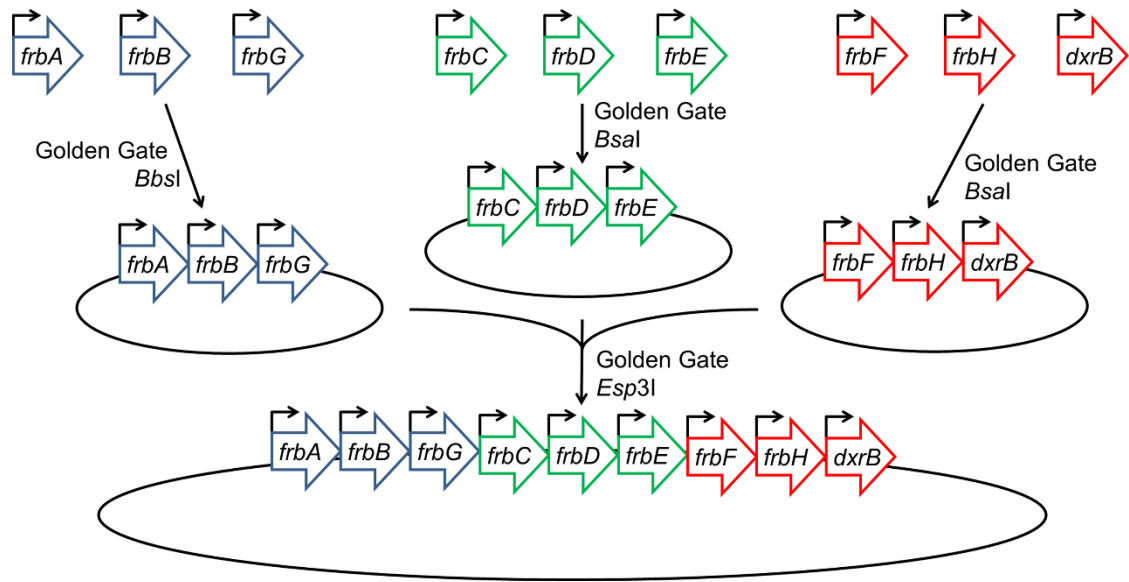 frbA frbB frbG frbC frbD frbE frbF frbH dxrB
Golden Gate
BsaI
Golden Gate
BbsI
Golden Gate
BsaI
frbC frbD frbE
frbA frbB frbG
frbF frbH dxrB
Golden Gate
Esp3I
frbA frbB frbG frbC frbD frbE frbF frbH dxrB